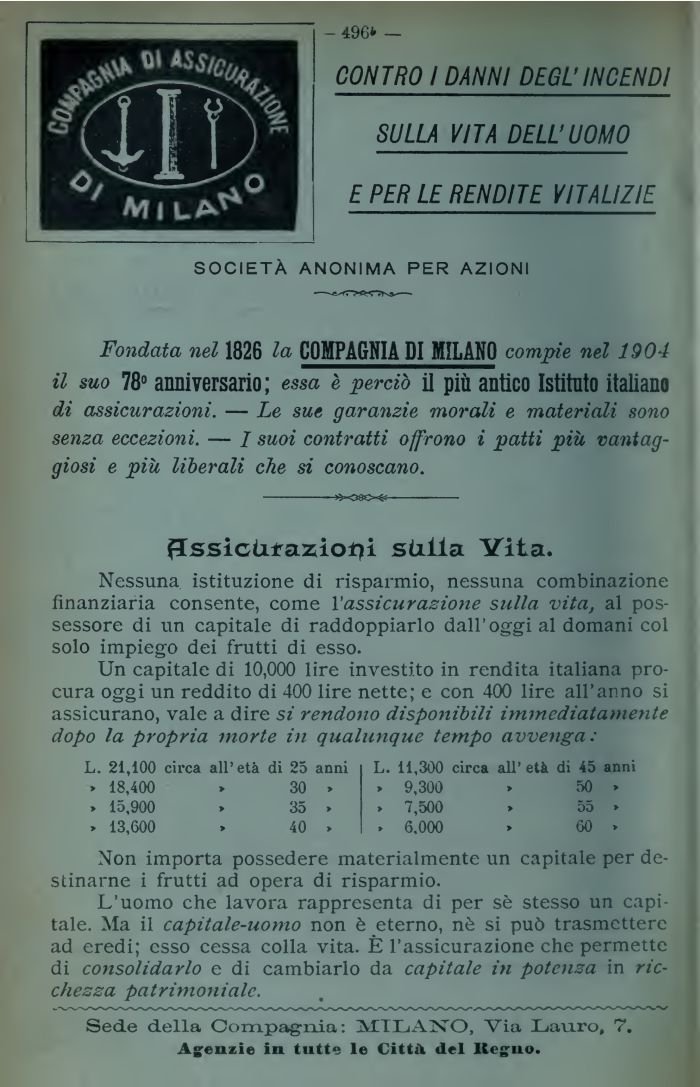 — 496ᵇ —
COMPAGNIA DI ASSICURAZIONE
DI MILANO
CONTRO I DANNI DEGL' INCENDI
SULLA VITA DELL' UOMO
E PER LE RENDITE VITALIZIE
SOCIETÀ ANONIMA PER AZIONI
Fondata nel 1826 la COMPAGNIA DI MILANO compie nel 1904
il suo 78º anniversario; essa è perciò il più antico Istituto italiano
di assicurazioni. — Le sue garanzie morali e materiali sono
senza eccezioni. — I suoi contratti offrono i patti più vantag-
giosi e più liberali che si conoscano.
Assicurazioni sulla Vita.
Nessuna istituzione di risparmio, nessuna combinazione
finanziaria consente, come l'assicurazione sulla vita, al pos-
sessore di un capitale di raddoppiarlo dall'oggi al domani col
solo impiego dei frutti di esso.
Un capitale di 10,000 lire investito in rendita italiana pro-
cura oggi un reddito di 400 lire nette; e con 400 lire all'anno si
assicurano, vale a dire si rendono disponibili immediatamente
dopo la propria morte in qualunque tempo avvenga:
L. 21,100 circa all' età di 25 anni | L. 11,300 circa all' età di 45 anni
» 18,400 » 30 » | » 9,300 » 50 »
» 15,900 » 35 » | » 7,500 » 55 »
» 13,600 » 40 » | » 6,000 » 60 »
Non importa possedere materialmente un capitale per de-
stinarne i frutti ad opera di risparmio.
L'uomo che lavora rappresenta di per sè stesso un capi-
tale. Ma il capitale-uomo non è eterno, nè si può trasmettere
ad eredi; esso cessa colla vita. È l'assicurazione che permette
di consolidarlo e di cambiarlo da capitale in potenza in ric-
chezza patrimoniale.
Sede della Compagnia: MILANO, Via Lauro, 7.
Agenzie in tutte le Città del Regno.